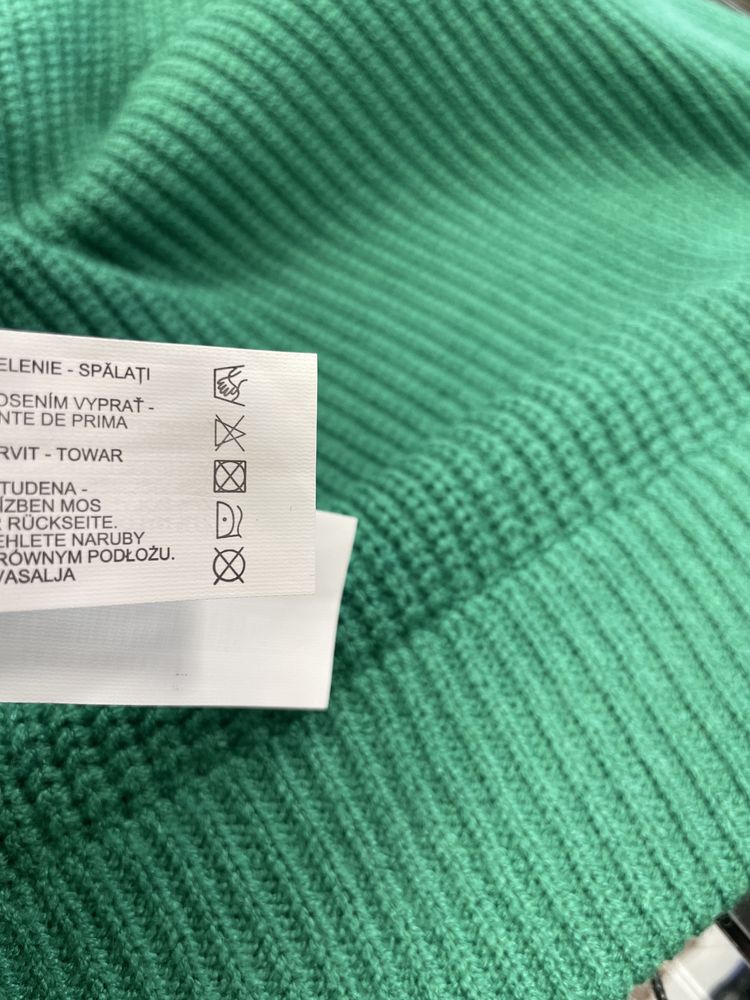 ELENIE - SPĂLAȚI
OSENÍM VYPRAŤ -
NTE DE PRIMA
RVIT - TOWAR
TUDENA -
ÍZBEN MOS
R RÜCKSEITE.
EHLETE NARUBY
RÓWNYM PODŁOŻU.
VASALJA